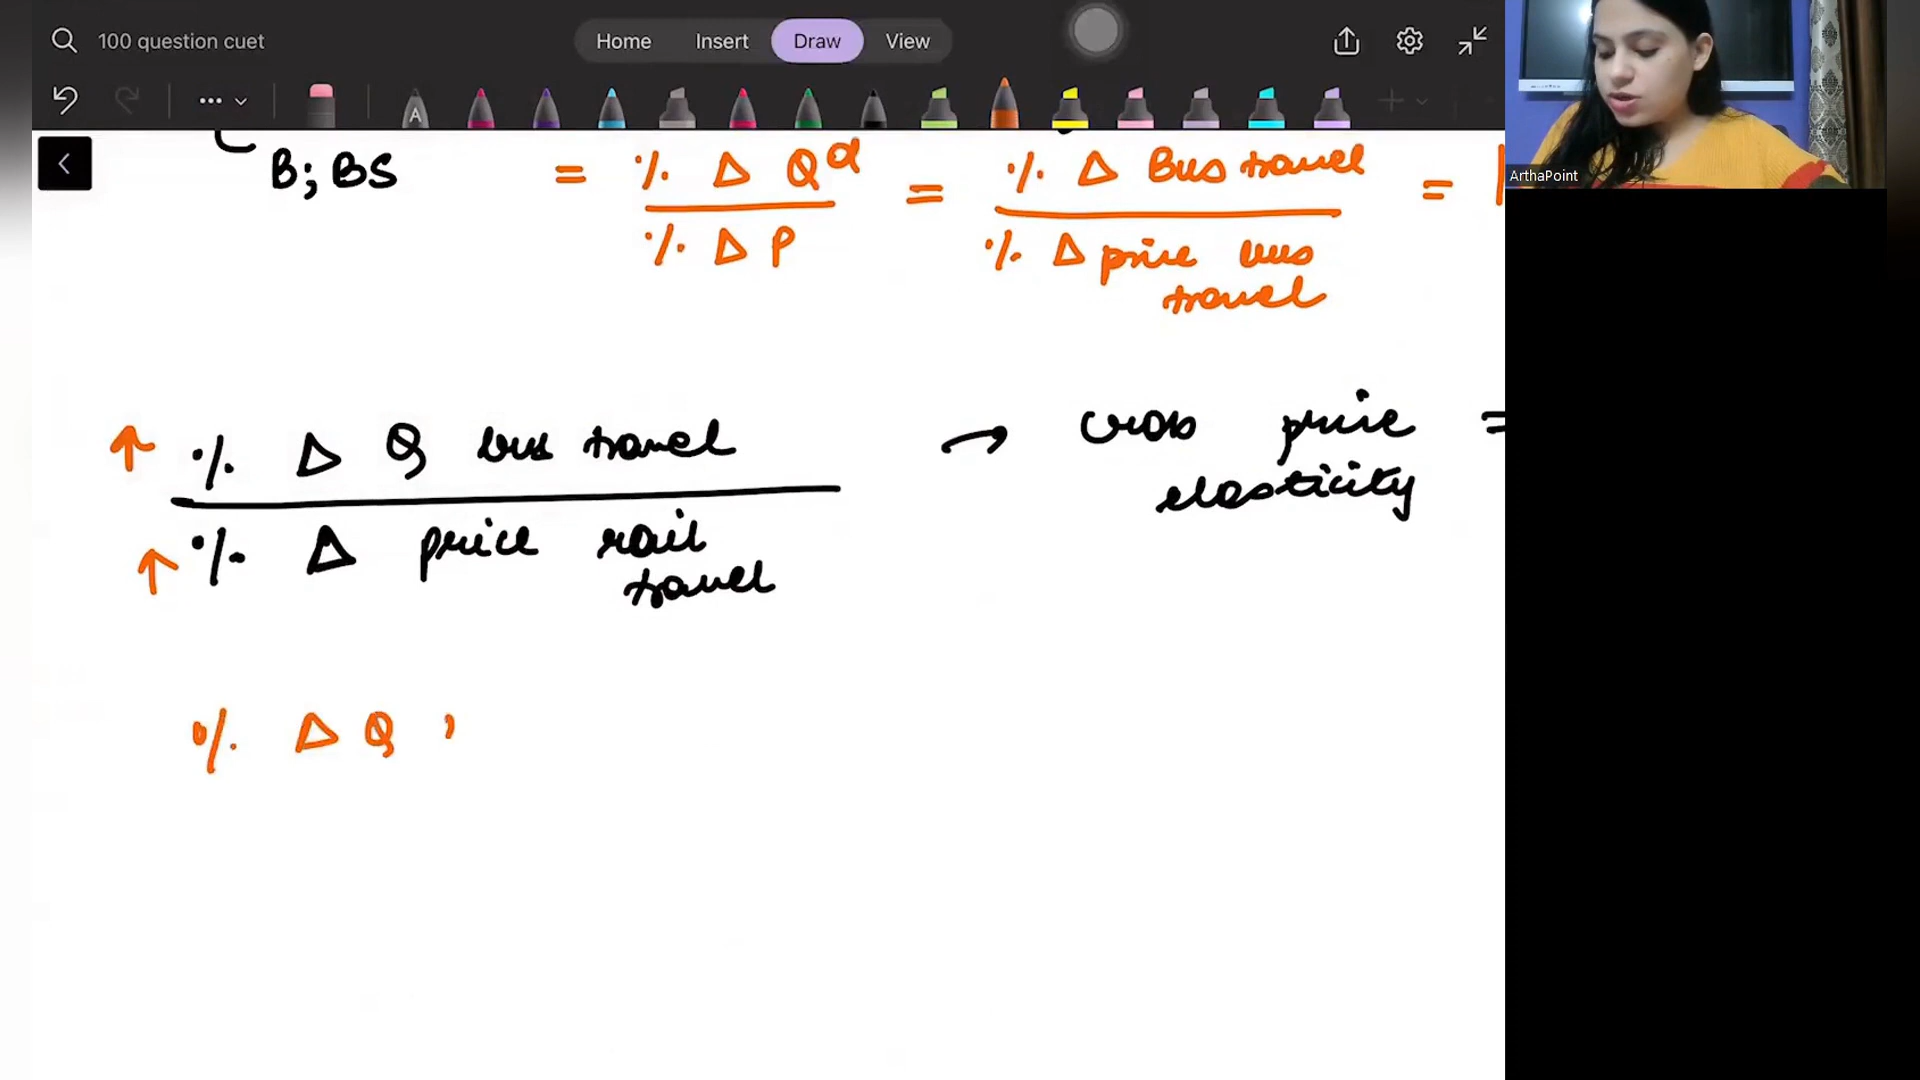 100 question cuet
Home Insert Draw View
A
ArthaPoint
B; BS = % Δ Qd = % Δ Bus travel =
% Δ P % Δ price bus
travel
↑ % Δ Q bus travel → cross price =
elasticity
↑ % Δ price rail
travel
% Δ Q